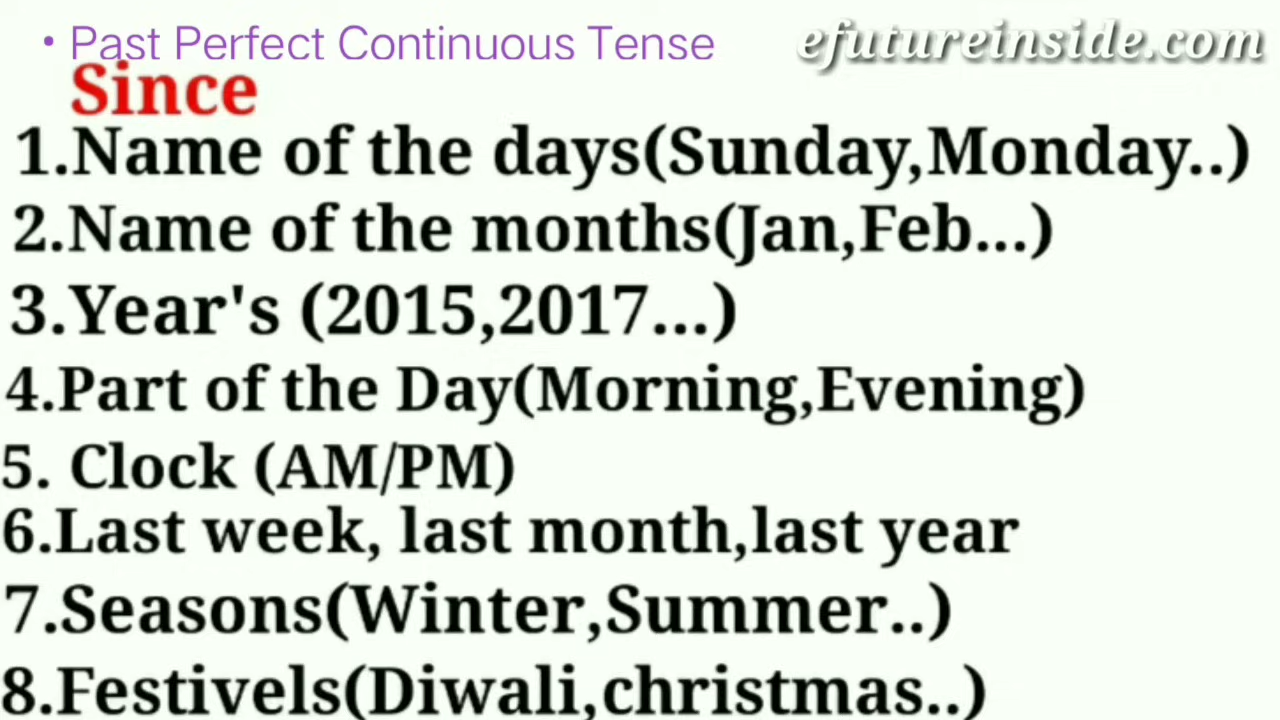 • Past Perfect Continuous Tense
efutureinside.com
Since
1.Name of the days(Sunday,Monday..)
2.Name of the months(Jan,Feb...)
3.Year's (2015,2017...)
4.Part of the Day(Morning,Evening)
5. Clock (AM/PM)
6.Last week, last month,last year
7.Seasons(Winter,Summer..)
8.Festivels(Diwali,christmas..)